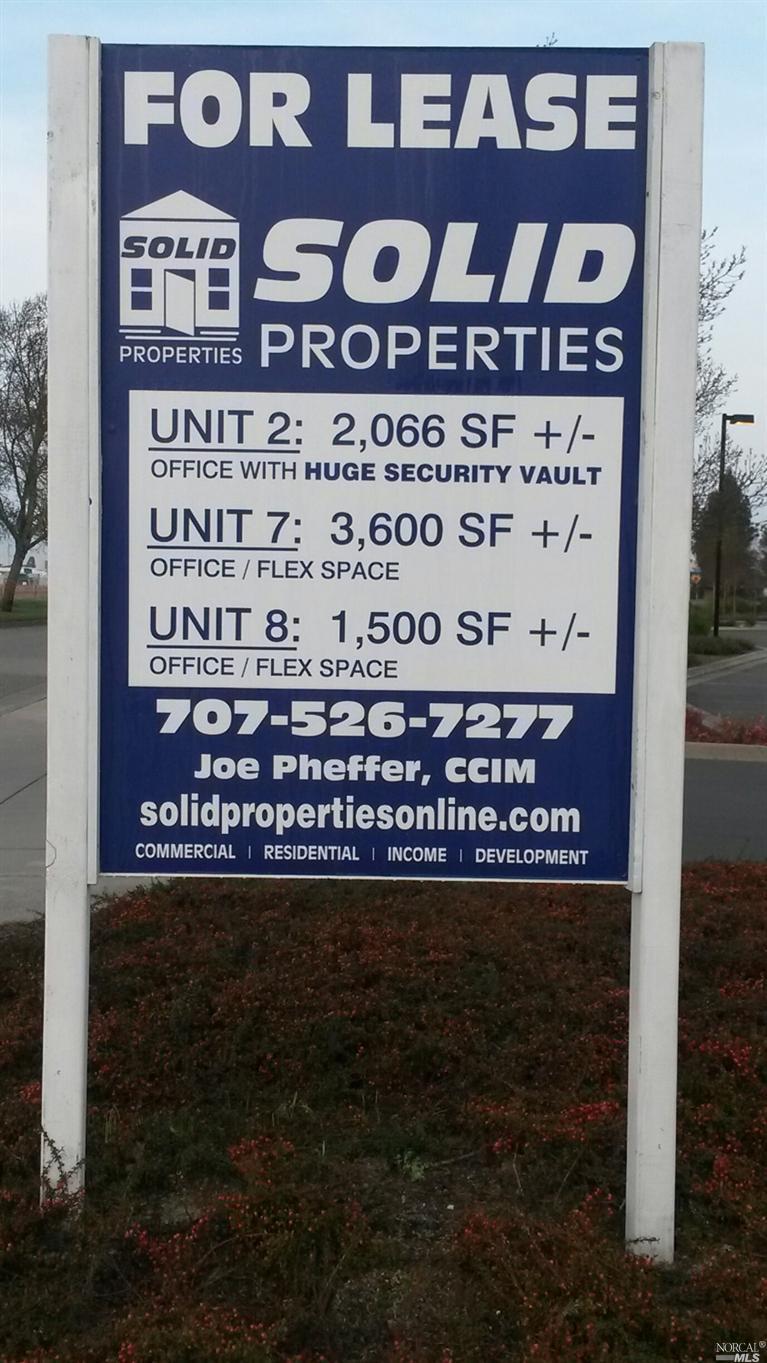 FOR LEASE
SOLID
PROPERTIES
SOLID
PROPERTIES
UNIT 2: 2,066 SF +/-
OFFICE WITH HUGE SECURITY VAULT
UNIT 7: 3,600 SF +/-
OFFICE / FLEX SPACE
UNIT 8: 1,500 SF +/-
OFFICE / FLEX SPACE
707-526-7277
Joe Pheffer, CCIM
solidpropertiesonline.com
COMMERCIAL | RESIDENTIAL | INCOME | DEVELOPMENT
NORCAL®
MLS